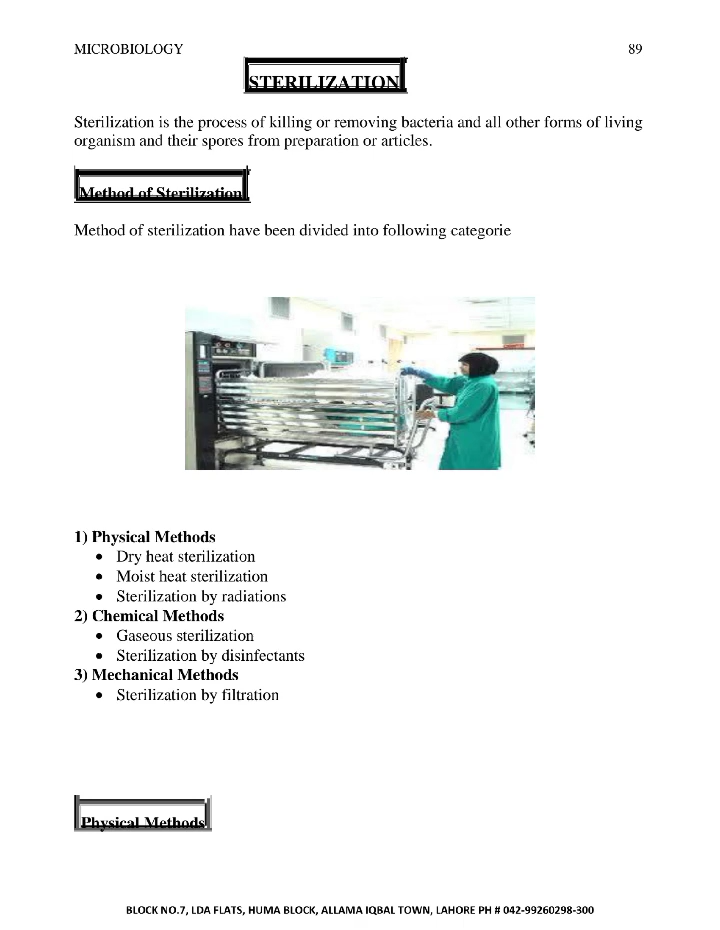 MICROBIOLOGY 89
STERILIZATION
Sterilization is the process of killing or removing bacteria and all other forms of living
organism and their spores from preparation or articles.
Method of Sterilization
Method of sterilization have been divided into following categorie
1) Physical Methods
• Dry heat sterilization
• Moist heat sterilization
• Sterilization by radiations
2) Chemical Methods
• Gaseous sterilization
• Sterilization by disinfectants
3) Mechanical Methods
• Sterilization by filtration
Physical Methods
BLOCK NO.7, LDA FLATS, HUMA BLOCK, ALLAMA IQBAL TOWN, LAHORE PH # 042-99260298-300